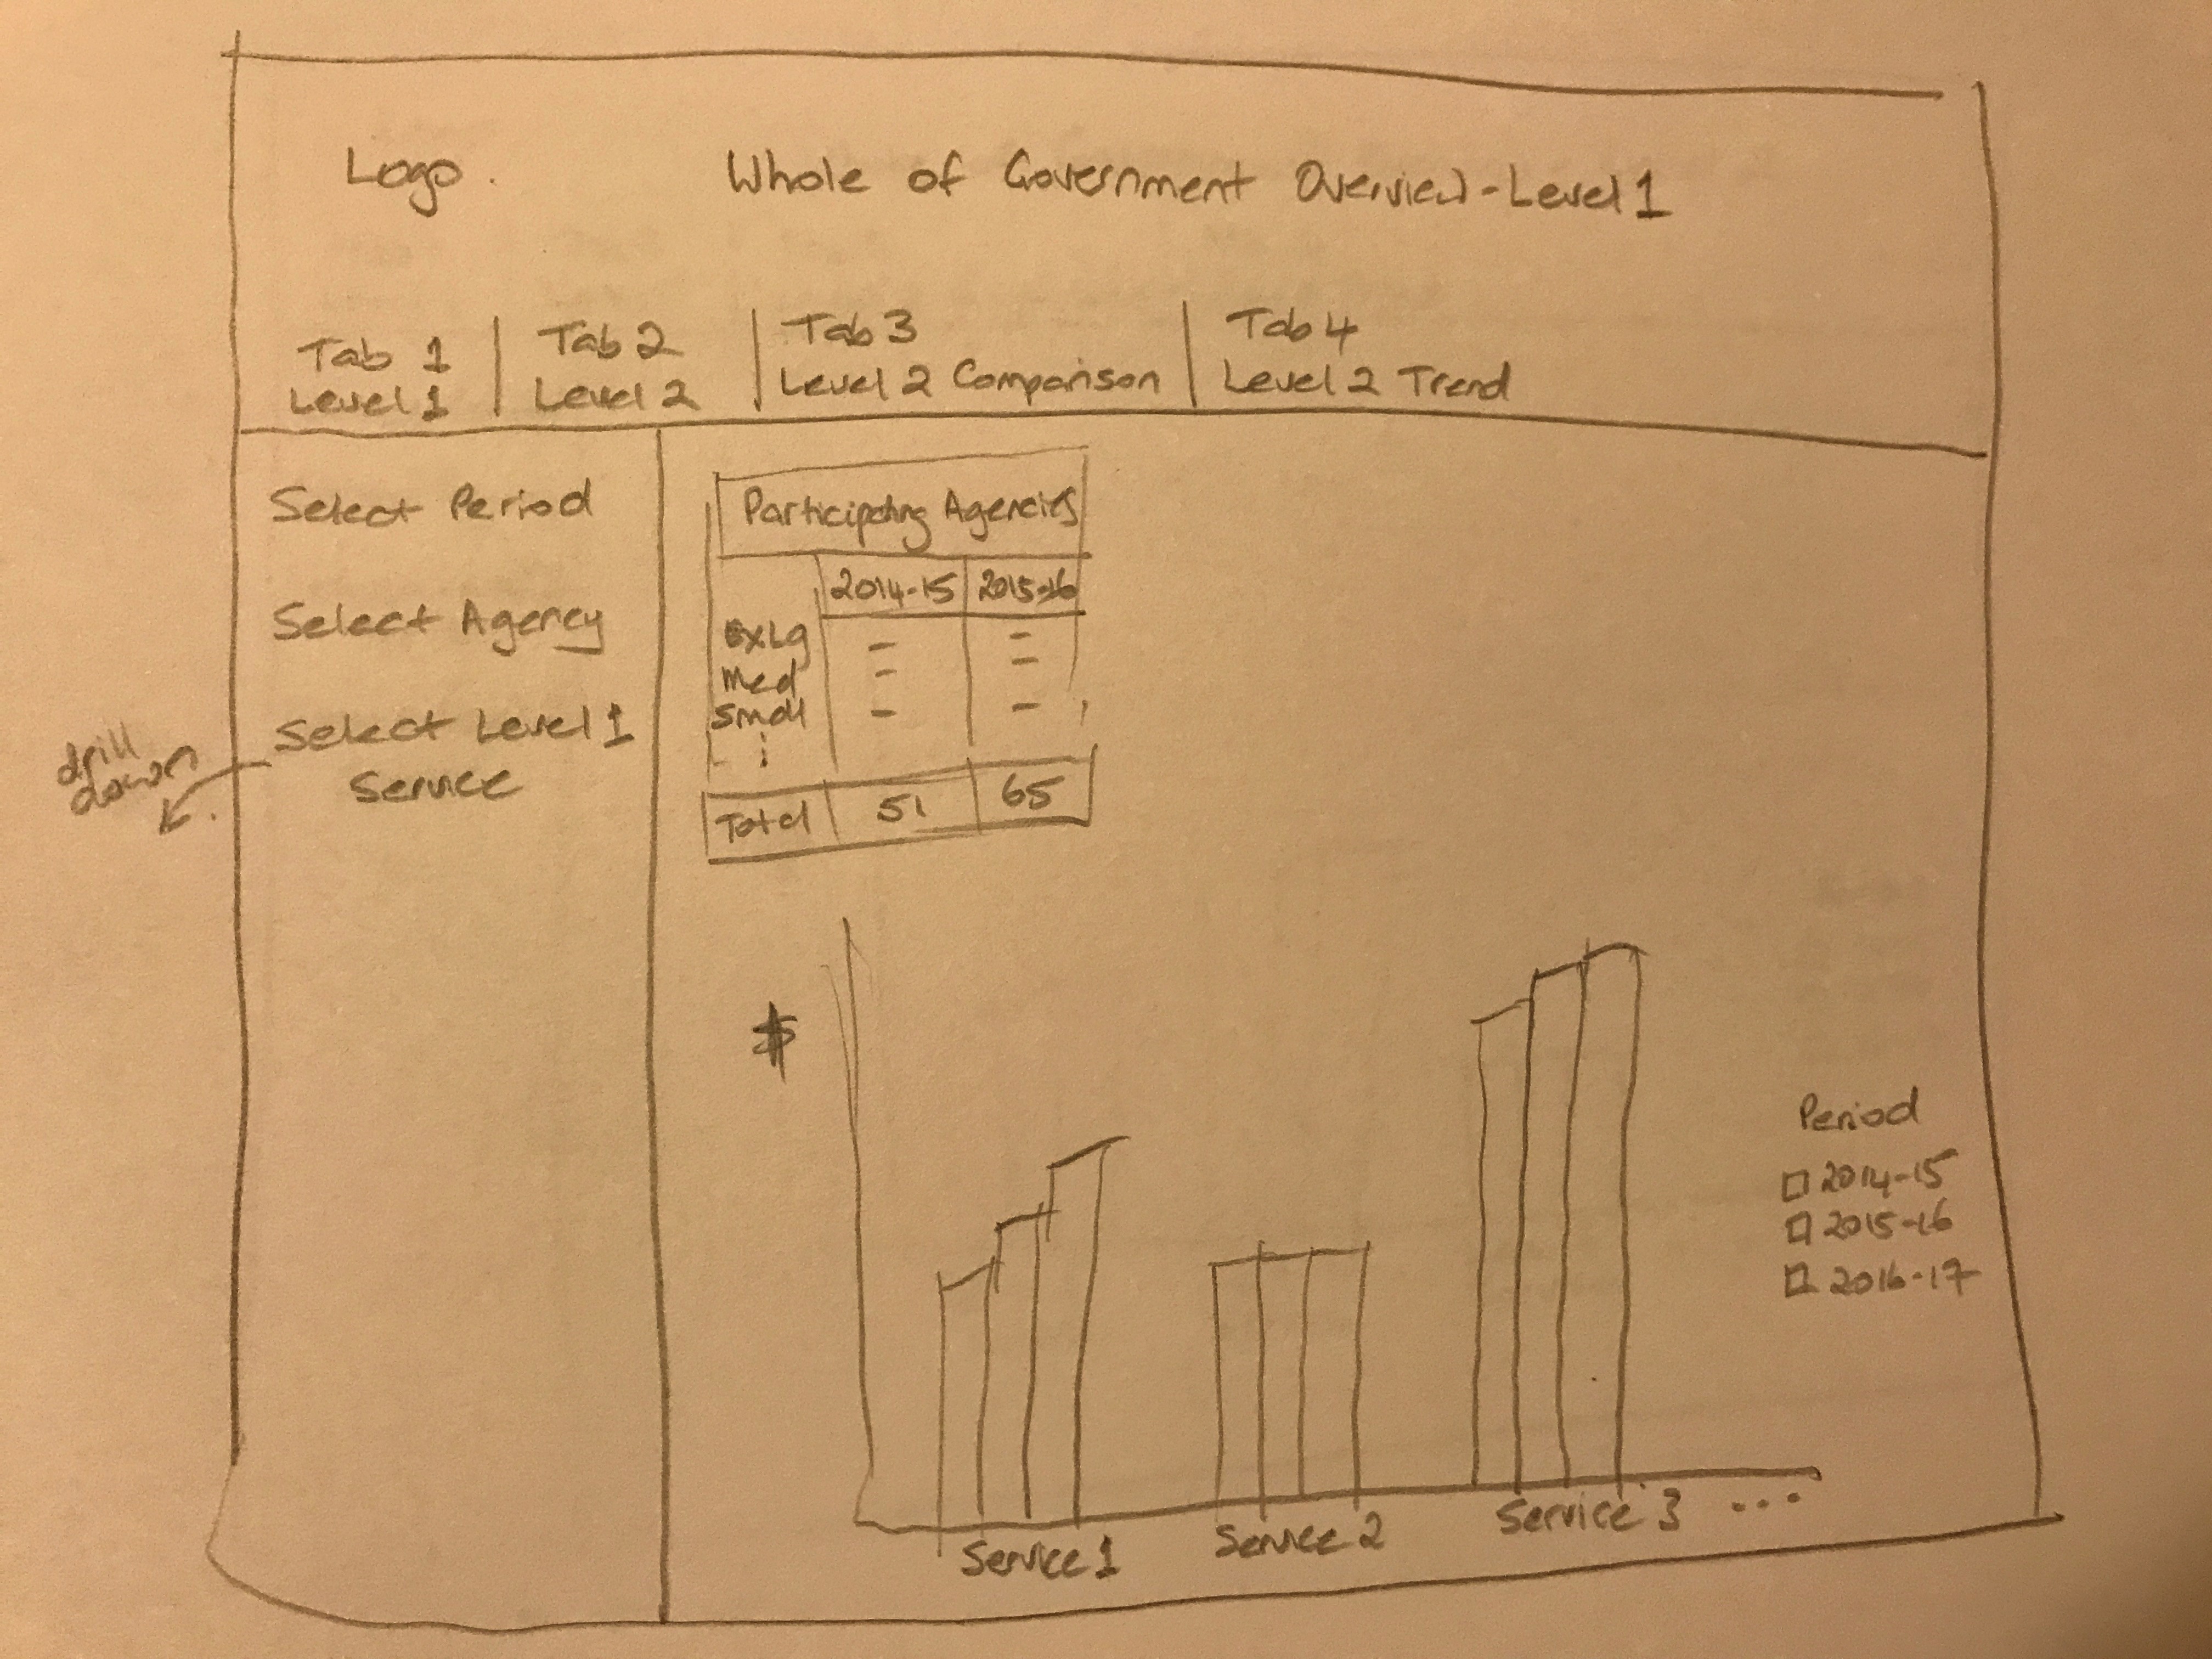 Logo.
Whole of Government Overview - Level 1
Tab 1
Level 1
Tab 2
Level 2
Tab 3
Level 2 Comparison
Tab 4
Level 2 Trend
Select Period
Select Agency
Select Level 1
Service
drill
down
Participating Agencies
2014-15 2015-16
ExLg - -
Med - -
Small - -
Total 51 65
$
Period
2014-15
2015-16
2016-17
Service 1 Service 2 Service 3 ...